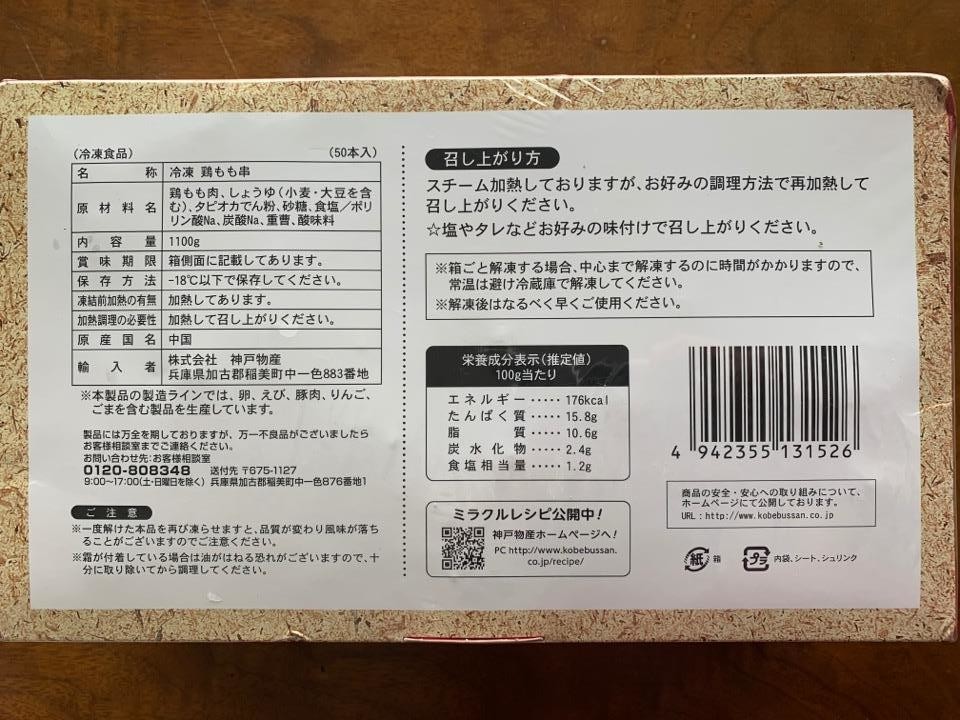 (冷凍食品) (50本入)
名称 冷凍 鶏もも串
原材料名 鶏もも肉、しょうゆ(小麦・大豆を含
む)、タピオカでん粉、砂糖、食塩/ポリ
リン酸Na、炭酸Na、重曹、酸味料
内容量 1100g
賞味期限 箱側面に記載してあります。
保存方法 -18℃以下で保存してください。
凍結前加熱の有無 加熱してあります。
加熱調理の必要性 加熱して召し上がりください。
原産国名 中国
輸入者 株式会社 神戸物産
兵庫県加古郡稲美町中一色883番地
※本製品の製造ラインでは、卵、えび、豚肉、りんご、
ごまを含む製品を生産しています。
製品には万全を期しておりますが、万一不良品がございましたら
お客様相談室までご連絡ください。
お問い合わせ先:お客様相談室
0120-808348 送付先 〒675-1127
9:00~17:00(土・日曜日を除く) 兵庫県加古郡稲美町中一色876番地1
ご注意
※一度解けた本品を再び凍らせますと、品質が変わり風味が落ち
ることがございますのでご注意ください。
※霜が付着している場合は油がはねる恐れがございますので、十
分に取り除いてから調理してください。
召し上がり方
スチーム加熱しておりますが、お好みの調理方法で再加熱して
召し上がりください。
☆塩やタレなどお好みの味付けで召し上がりください。
※箱ごと解凍する場合、中心まで解凍するのに時間がかかりますので、
常温は避け冷蔵庫で解凍してください。
※解凍後はなるべく早くご使用ください。
栄養成分表示(推定値)
100g当たり
エネルギー・・・・・176kcal
たんぱく質・・・・・15.8g
脂質・・・・・10.6g
炭水化物・・・・・2.4g
食塩相当量・・・・・1.2g
ミラクルレシピ公開中!
神戸物産ホームページへ!
PC http://www.kobebussan.
co.jp/recipe/
4 942355 131526
商品の安全・安心への取り組みについて、
ホームページにて公開しております。
URL:http://www.kobebussan.co.jp
紙 箱
プラ 内袋、シート、シュリンク